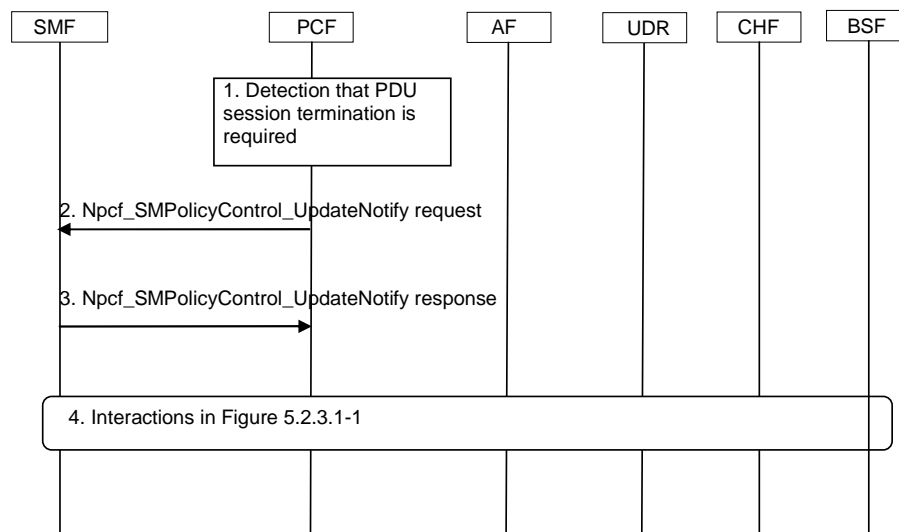 SMF PCF AF UDR CHF BSF
1. Detection that PDU
session termination is
required
2. Npcf_SMPolicyControl_UpdateNotify request
3. Npcf_SMPolicyControl_UpdateNotify response
4. Interactions in Figure 5.2.3.1-1